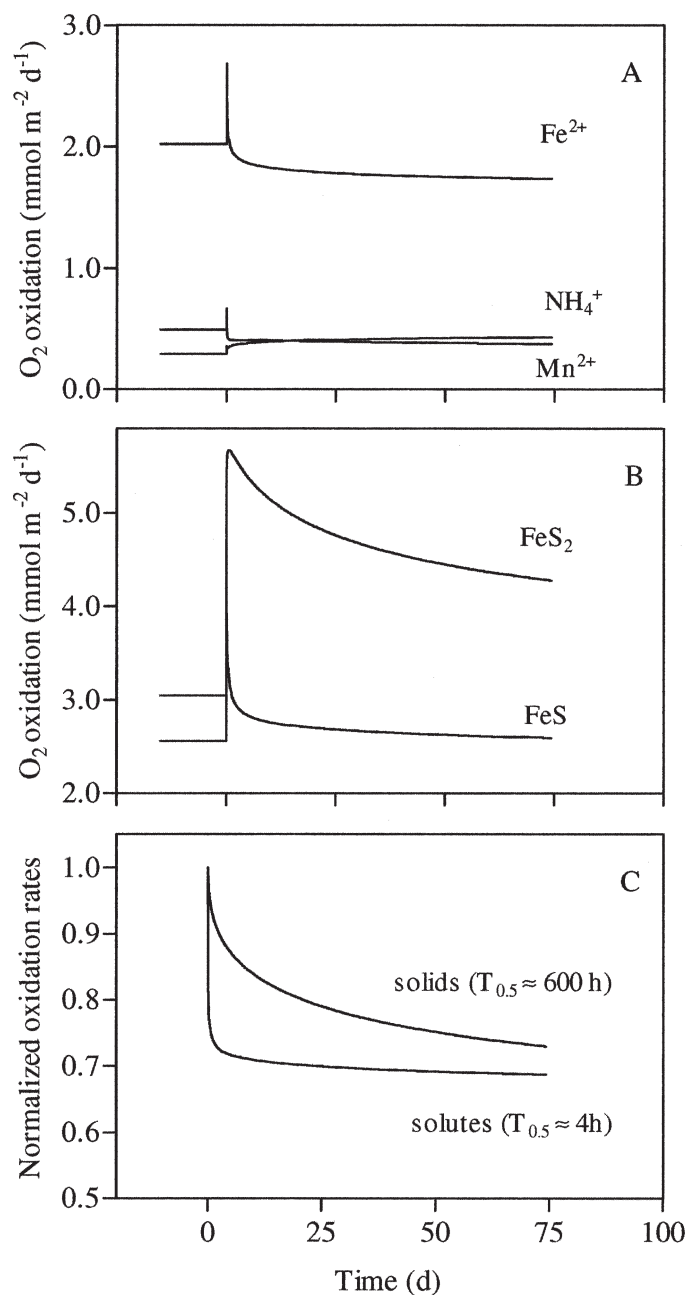 A
O₂ oxidation (mmol m⁻² d⁻¹)
3.0
2.0
1.0
0.0
Fe²⁺
NH₄⁺
Mn²⁺
B
O₂ oxidation (mmol m⁻² d⁻¹)
5.0
4.0
3.0
2.0
FeS₂
FeS
C
Normalized oxidation rates
1.0
0.9
0.8
0.7
0.6
0.5
solids (T₀.₅ ≈ 600 h)
solutes (T₀.₅ ≈ 4h)
0 25 50 75 100
Time (d)